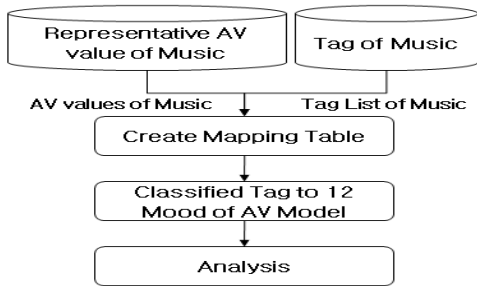 Representative AV
value of Music
Tag of Music
AV values of Music
Tag List of Music
Create Mapping Table
Classified Tag to 12
Mood of AV Model
Analysis